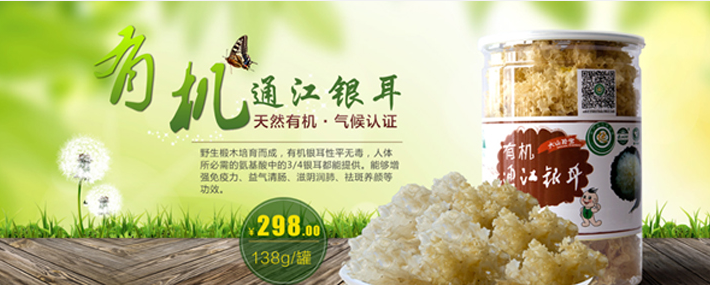 有机
通江银耳
天然有机·气候认证
野生椴木培育而成，有机银耳性平无毒，人体
所必需的氨基酸中的3/4银耳都能提供。能够增
强免疫力、益气清肠、滋阴润肺、祛斑养颜等
功效。
¥298.00
138g/罐
大山珍宝
有机
通江银耳